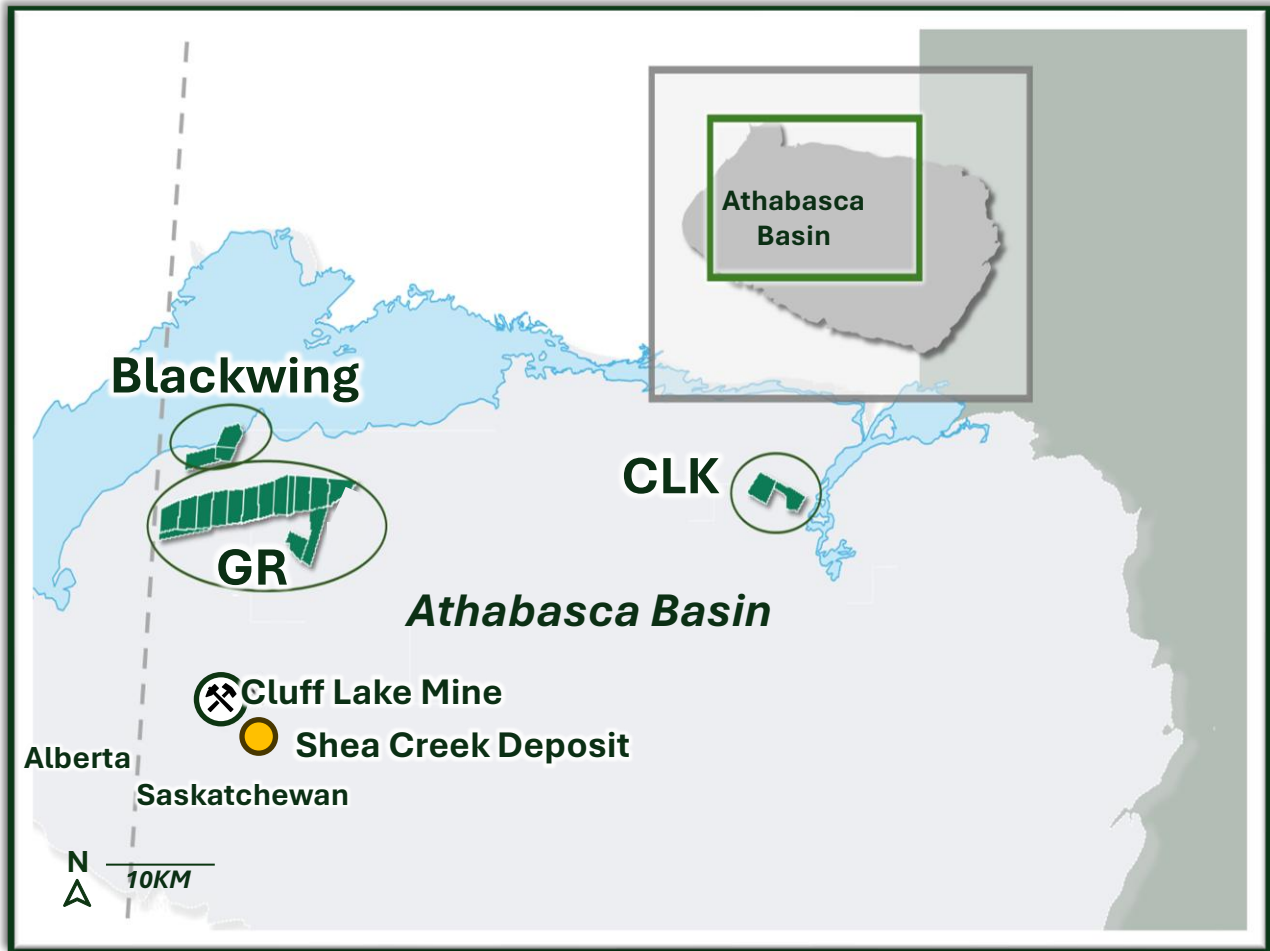 Athabasca
Basin
Blackwing
CLK
GR
Athabasca Basin
Cluff Lake Mine
Shea Creek Deposit
Alberta
Saskatchewan
N
10KM